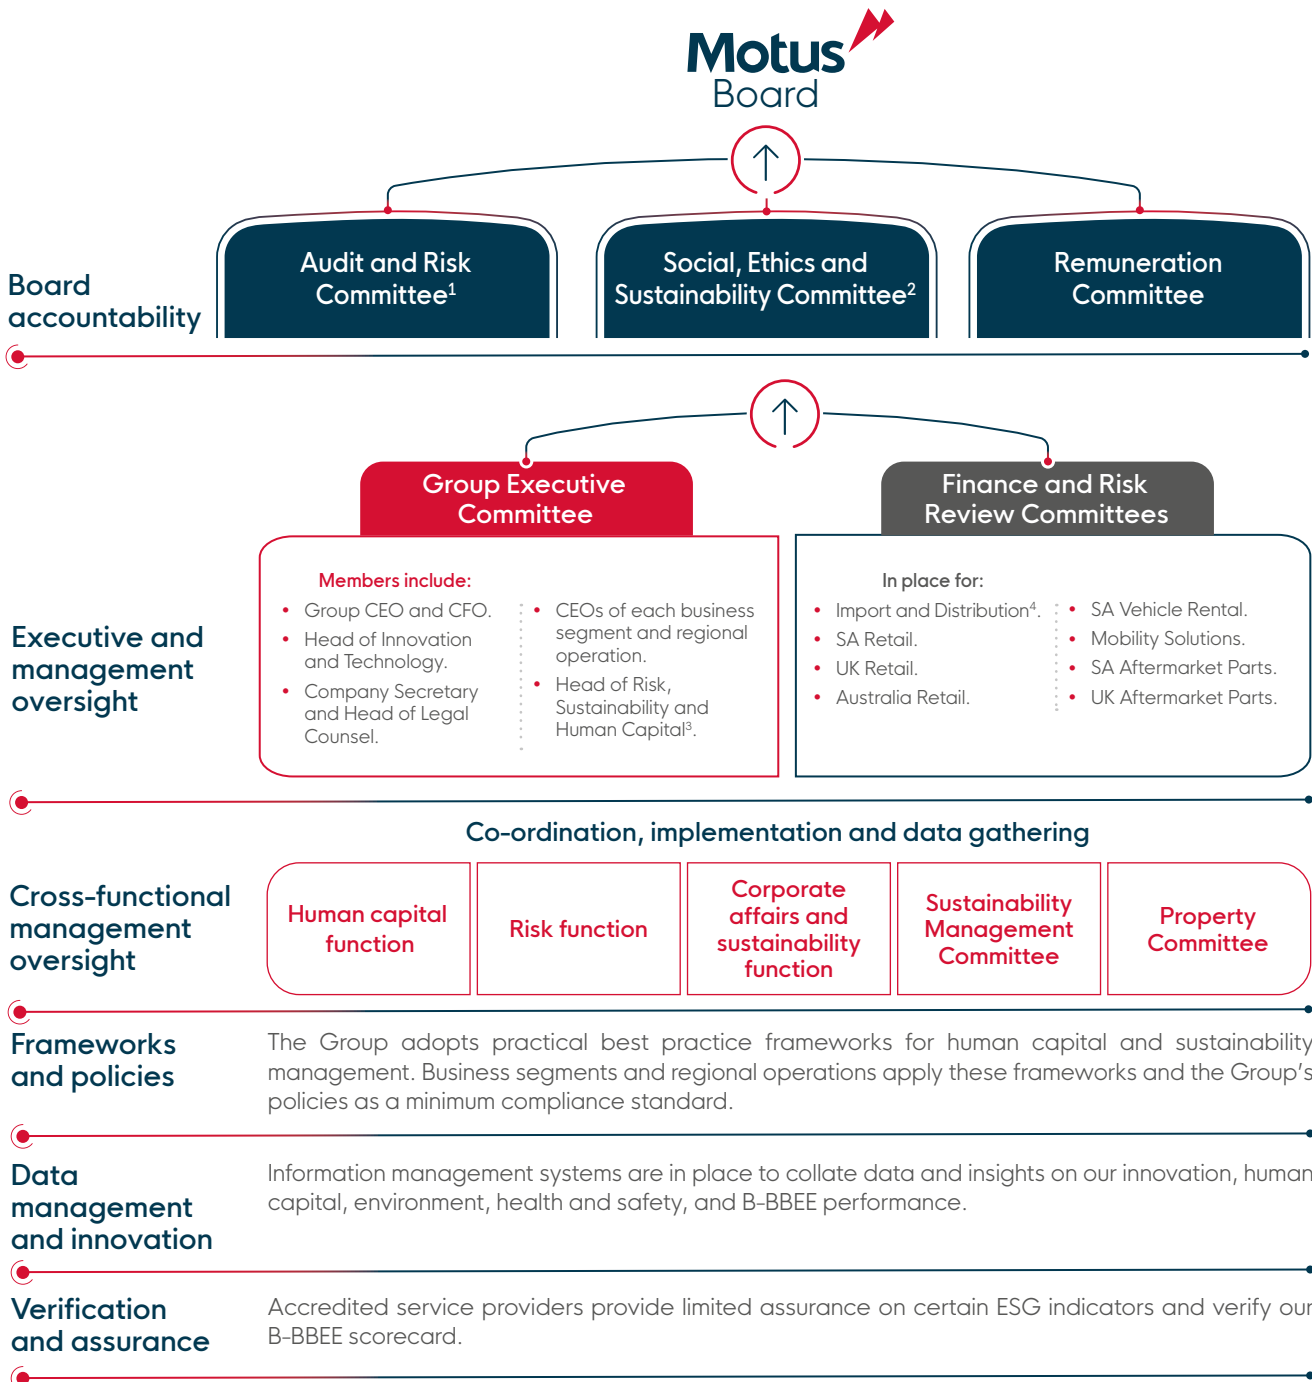 Motus
Board
Board
accountability
Audit and Risk
Committee¹
Social, Ethics and
Sustainability Committee²
Remuneration
Committee
Executive and
management
oversight
Group Executive
Committee
Members include:
• Group CEO and CFO.
• Head of Innovation
and Technology.
• Company Secretary
and Head of Legal
Counsel.
• CEOs of each business
segment and regional
operation.
• Head of Risk,
Sustainability and
Human Capital³.
Finance and Risk
Review Committees
In place for:
• Import and Distribution⁴.
• SA Retail.
• UK Retail.
• Australia Retail.
• SA Vehicle Rental.
• Mobility Solutions.
• SA Aftermarket Parts.
• UK Aftermarket Parts.
Cross-functional
management
oversight
Co-ordination, implementation and data gathering
Human capital
function
Risk function
Corporate
affairs and
sustainability
function
Sustainability
Management
Committee
Property
Committee
Frameworks
and policies
The Group adopts practical best practice frameworks for human capital and sustainability
management. Business segments and regional operations apply these frameworks and the Group's
policies as a minimum compliance standard.
Data
management
and innovation
Information management systems are in place to collate data and insights on our innovation, human
capital, environment, health and safety, and B-BBEE performance.
Verification
and assurance
Accredited service providers provide limited assurance on certain ESG indicators and verify our
B-BBEE scorecard.